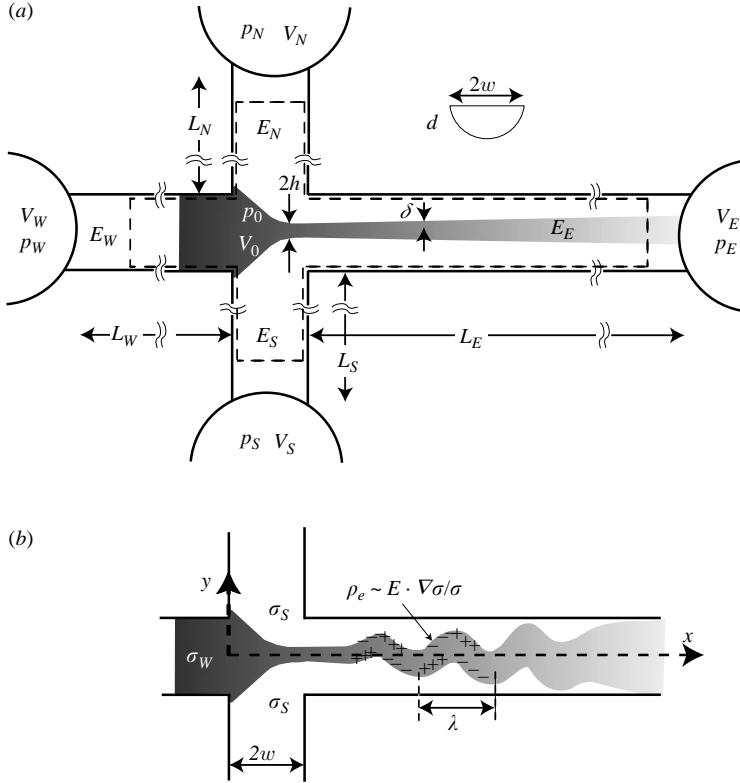 (a)
p_N V_N
2w
d
L_N
E_N
2h
δ
V_W
p_W
E_W
p_0
V_0
E_E
V_E
p_E
L_W
E_S
L_S
L_E
p_S V_S
(b)
y
ρ_e ~ E · ∇σ/σ
σ_S
σ_W
x
σ_S
λ
2w